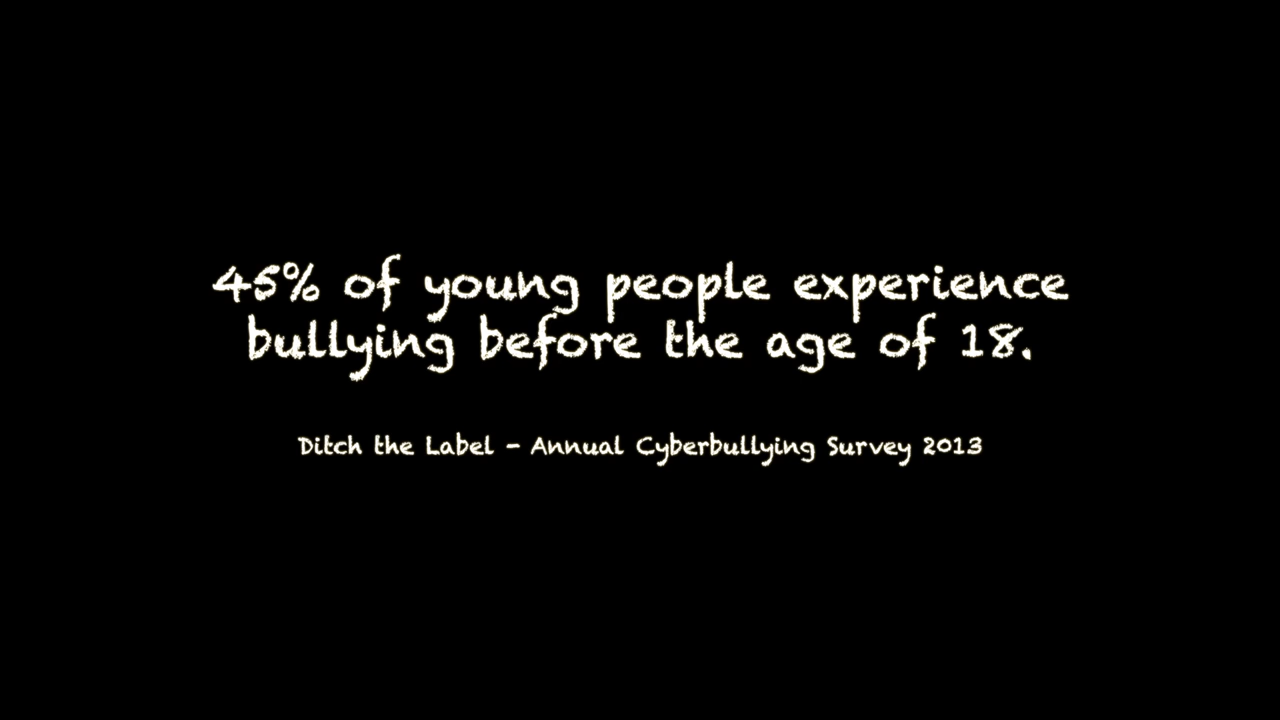 45% of young people experience
bullying before the age of 18.
Ditch the Label - Annual Cyberbullying Survey 2013